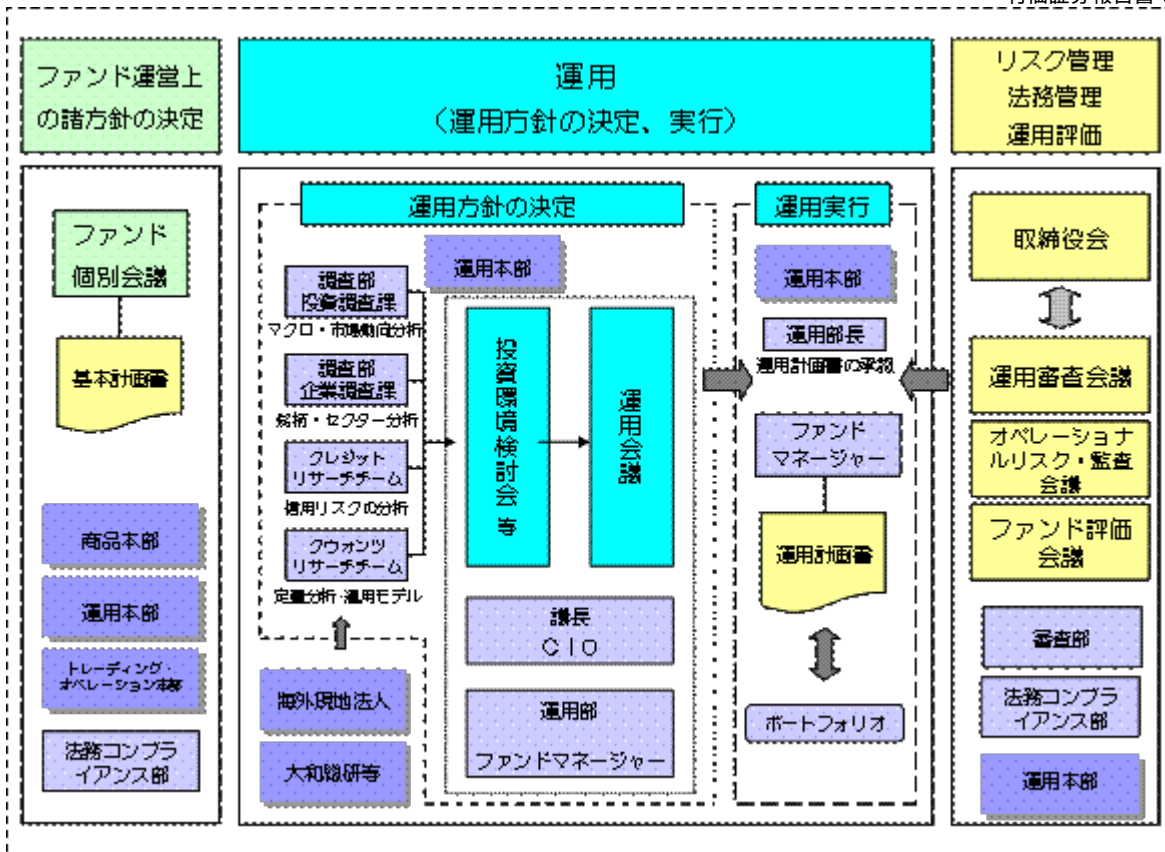 ファンド運営上
の諸方針の決定
運用
（運用方針の決定、実行）
リスク管理
法務管理
運用評価
ファンド
個別会議
基本計画書
商品本部
運用本部
トレーディング・
オペレーション本部
法務コンプラ
イアンス部
運用方針の決定
運用本部
調査部
投資調査課
マクロ・市場動向分析
調査部
企業調査課
銘柄・セクター分析
クレジット
リサーチチーム
信用リスクの分析
クウォンツ
リサーチチーム
定量分析・運用モデル
海外現地法人
大和総研等
投資環境検討会 等
運用会議
議長
CIO
運用部
ファンドマネージャー
運用実行
運用本部
運用部長
運用計画書の承認
ファンド
マネージャー
運用計画書
ポートフォリオ
取締役会
運用審査会議
オペレーショナ
ルリスク・監査
会議
ファンド評価
会議
審査部
法務コンプラ
イアンス部
運用本部